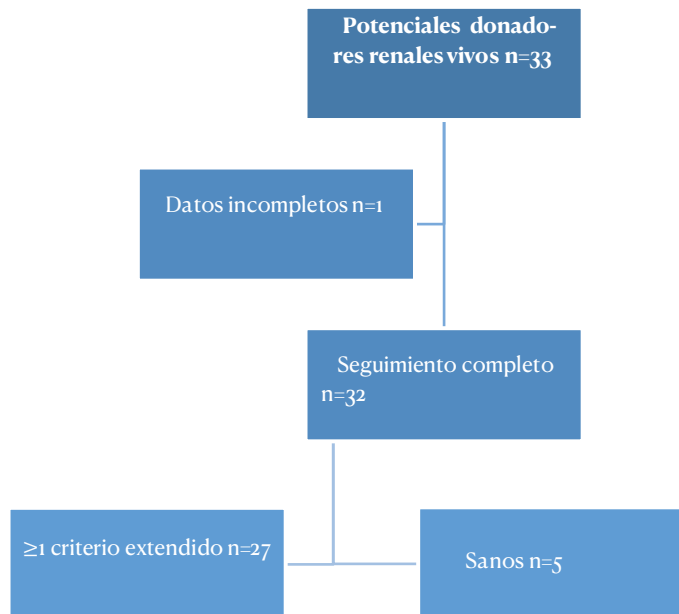 Potenciales donado-
res renales vivos n=33
Datos incompletos n=1
Seguimiento completo
n=32
≥1 criterio extendido n=27
Sanos n=5